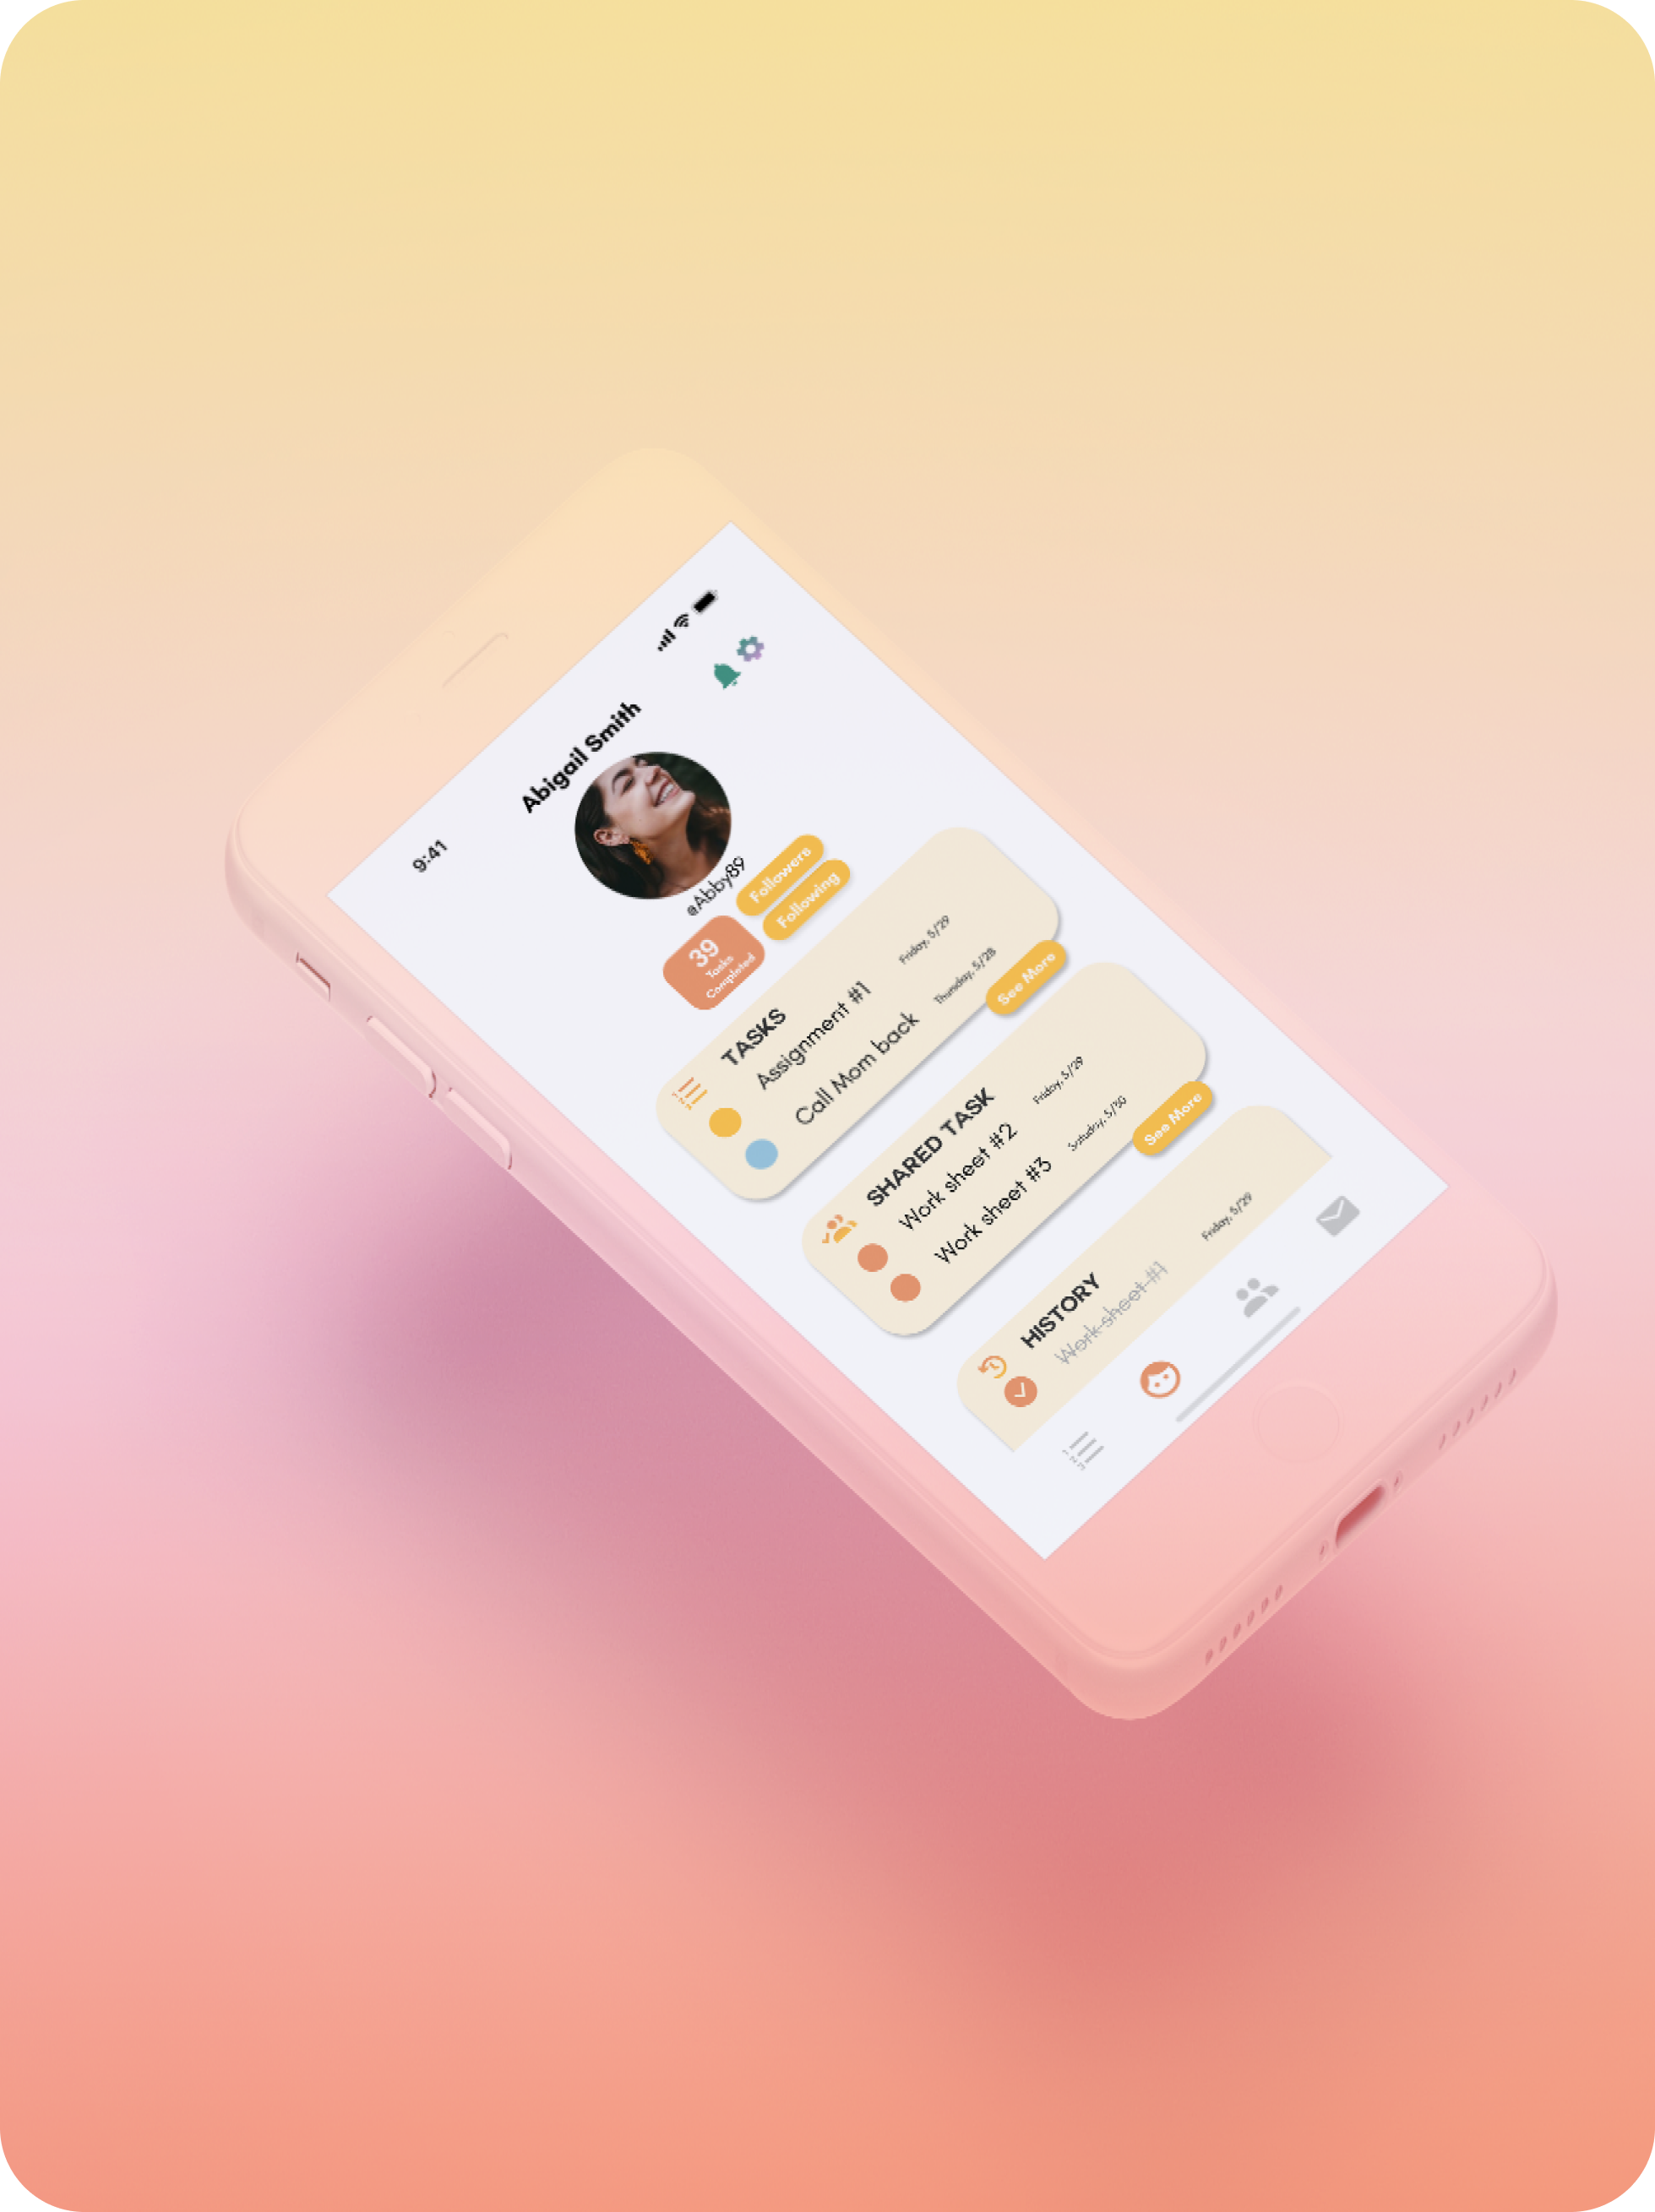 9:41
Abigail Smith
@Abby89
39
Tasks
Completed
Followers
Following
TASKS
Assignment #1 Friday, 5/29
Call Mom back Thursday, 5/28
See More
SHARED TASK
Work sheet #2 Friday, 5/29
Work sheet #3 Saturday, 5/30
See More
HISTORY
Work sheet #1 Friday, 5/29